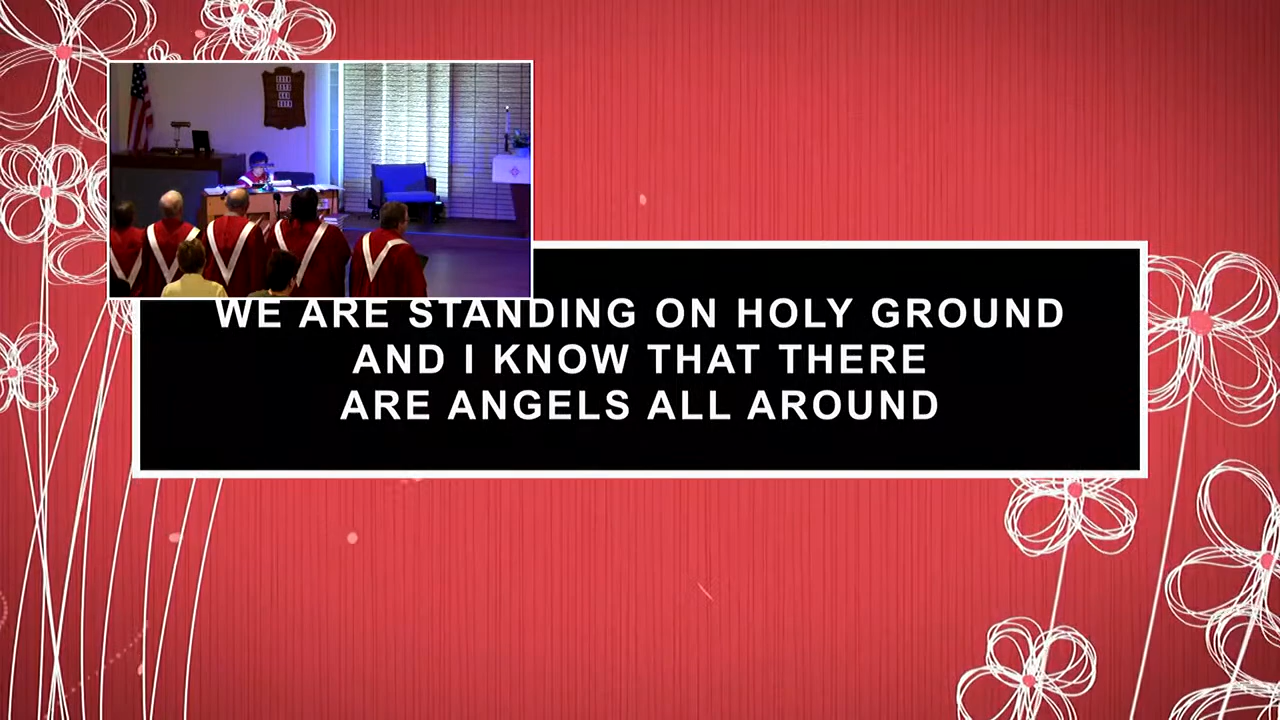 WE ARE STANDING ON HOLY GROUND
AND I KNOW THAT THERE
ARE ANGELS ALL AROUND